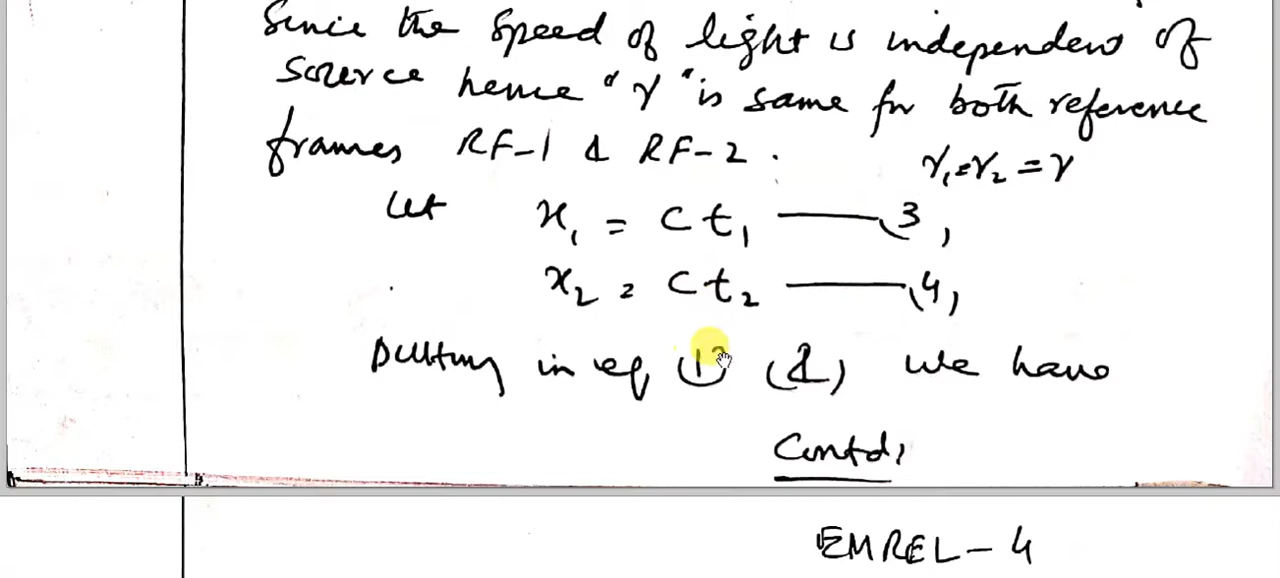 Since the speed of light is independent of
source hence "γ" is same for both reference
frames RF-1 & RF-2 .
γ₁=γ₂ = γ
Let x₁ = ct₁ —— (3)
x₂ = ct₂ —— (4)
Putting in eq (1) (2) we have
Contd:
EMREL-4